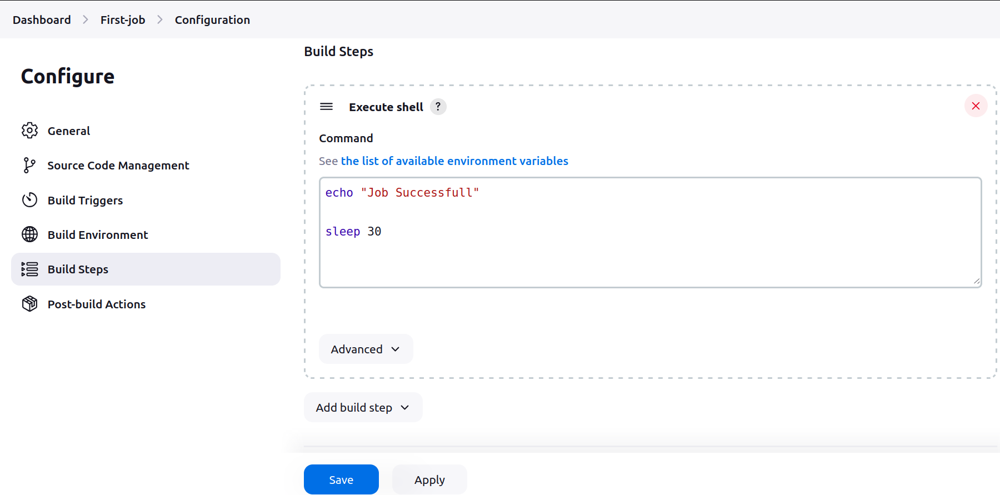 Dashboard > First-job > Configuration
Configure
General
Source Code Management
Build Triggers
Build Environment
Build Steps
Post-build Actions
Build Steps
Execute shell ?
Command
See the list of available environment variables
echo "Job Successfull"
sleep 30
Advanced
Add build step
Save Apply